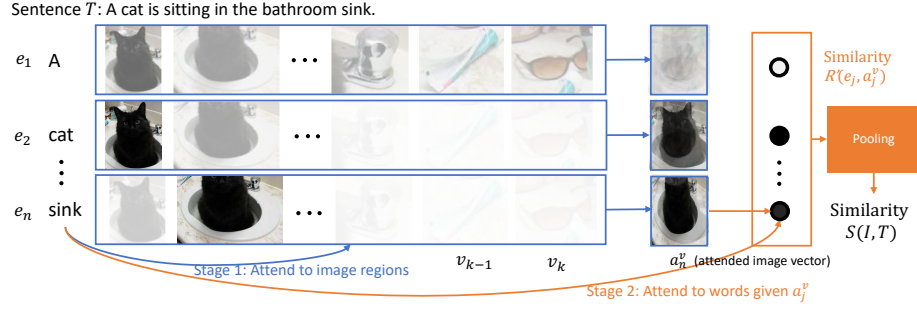 Sentence T: A cat is sitting in the bathroom sink.
e₁ A
e₂ cat
⋮
eₙ sink
⋯
⋯
⋯
vₖ₋₁ vₖ
aₙᵛ (attended image vector)
Similarity
R′(eⱼ, aⱼᵛ)
Pooling
Similarity
S(I, T)
Stage 1: Attend to image regions
Stage 2: Attend to words given aⱼᵛ